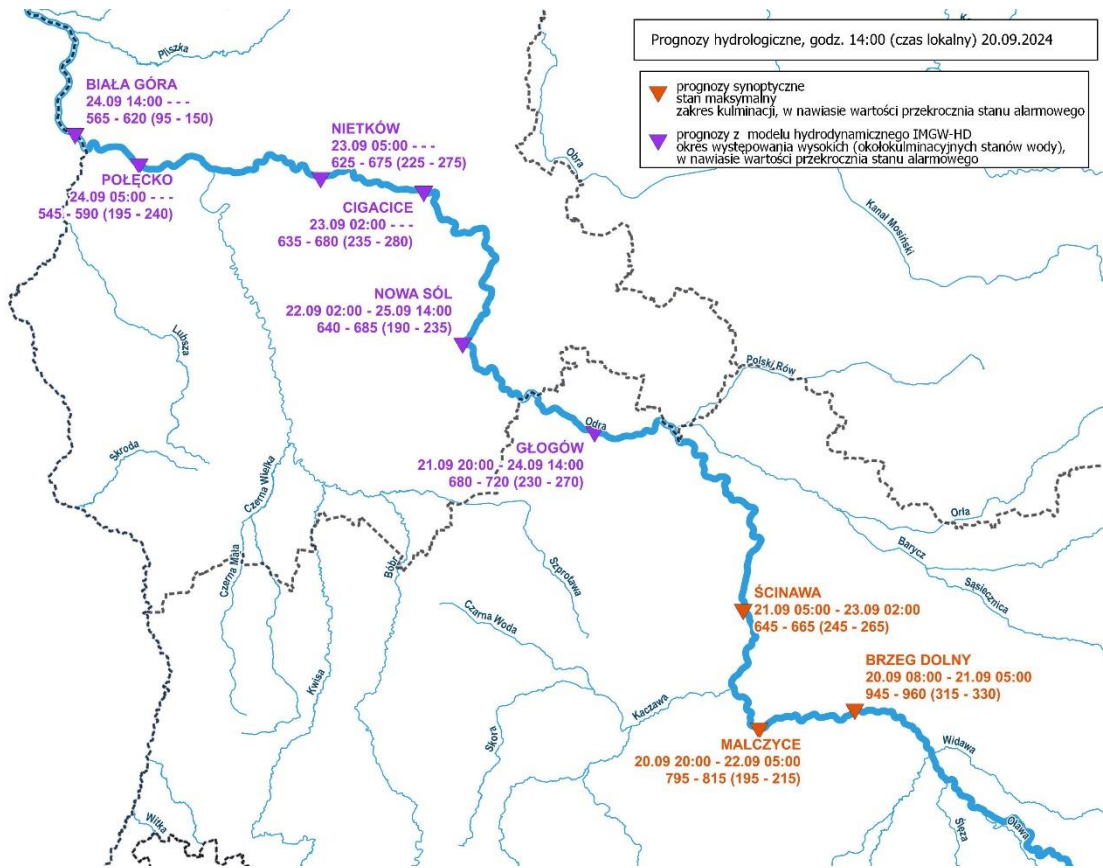 Prognozy hydrologiczne, godz. 14:00 (czas lokalny) 20.09.2024
prognozy synoptyczne
stan maksymalny
zakres kulminacji, w nawiasie wartości przekrocznia stanu alarmowego
prognozy z modelu hydrodynamicznego IMGW-HD
okres występowania wysokich (okołokulminacyjnych stanów wody),
w nawiasie wartości przekrocznia stanu alarmowego
Pliszka
BIAŁA GÓRA
24.09 14:00 - - -
565 - 620 (95 - 150)
NIETKÓW
23.09 05:00 - - -
625 - 675 (225 - 275)
POŁĘCKO
24.09 05:00 - - -
545 - 590 (195 - 240)
CIGACICE
23.09 02:00 - - -
635 - 680 (235 - 280)
Obra
Kanał Mosiński
NOWA SÓL
22.09 02:00 - 25.09 14:00
640 - 685 (190 - 235)
Lubsza
Polski Rów
Odra
GŁOGÓW
21.09 20:00 - 24.09 14:00
680 - 720 (230 - 270)
Skroda
Czerna Wielka
Czerna Mała
Bóbr
Szprotawa
Orla
Barycz
Sąsiecznica
Czarna Woda
ŚCINAWA
21.09 05:00 - 23.09 02:00
645 - 665 (245 - 265)
BRZEG DOLNY
20.09 08:00 - 21.09 05:00
945 - 960 (315 - 330)
Kwisa
Skora
Kaczawa
MALCZYCE
20.09 20:00 - 22.09 05:00
795 - 815 (195 - 215)
Widawa
Witka
Ślęza
Oława